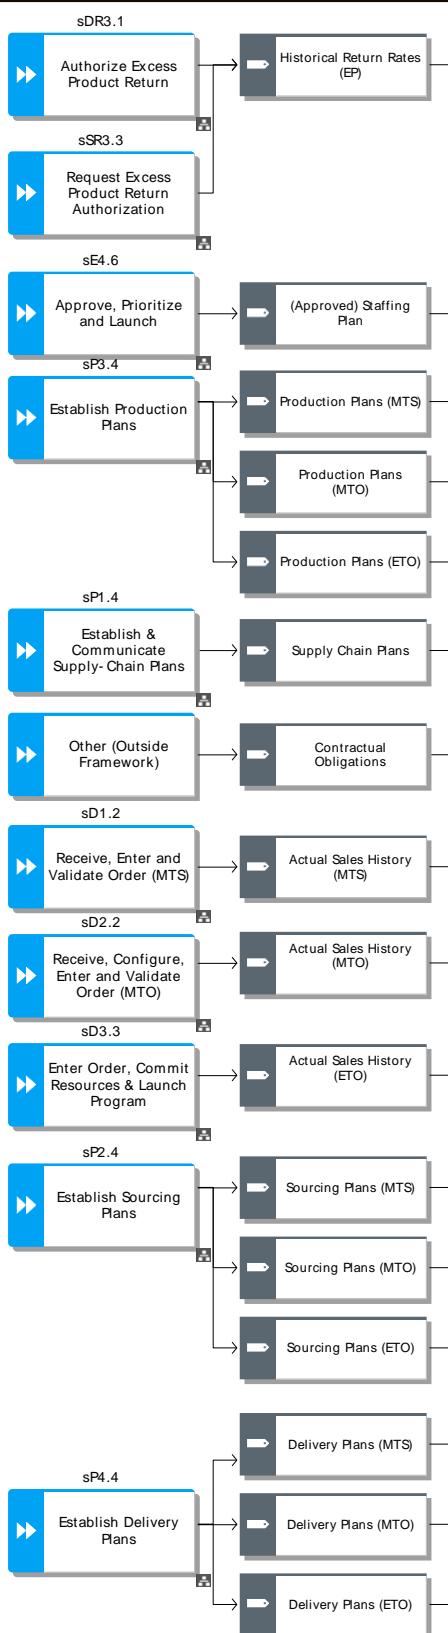 sDR3.1
Authorize Excess
Product Return
Historical Return Rates
(EP)
sSR3.3
Request Excess
Product Return
Authorization
sE4.6
Approve, Prioritize
and Launch
(Approved) Staffing
Plan
sP3.4
Establish Production
Plans
Production Plans (MTS)
Production Plans
(MTO)
Production Plans (ETO)
sP1.4
Establish &
Communicate
Supply-Chain Plans
Supply Chain Plans
Other (Outside
Framework)
Contractual
Obligations
sD1.2
Receive, Enter and
Validate Order (MTS)
Actual Sales History
(MTS)
sD2.2
Receive, Configure,
Enter and Validate
Order (MTO)
Actual Sales History
(MTO)
sD3.3
Enter Order, Commit
Resources & Launch
Program
Actual Sales History
(ETO)
sP2.4
Establish Sourcing
Plans
Sourcing Plans (MTS)
Sourcing Plans (MTO)
Sourcing Plans (ETO)
Delivery Plans (MTS)
sP4.4
Establish Delivery
Plans
Delivery Plans (MTO)
Delivery Plans (ETO)